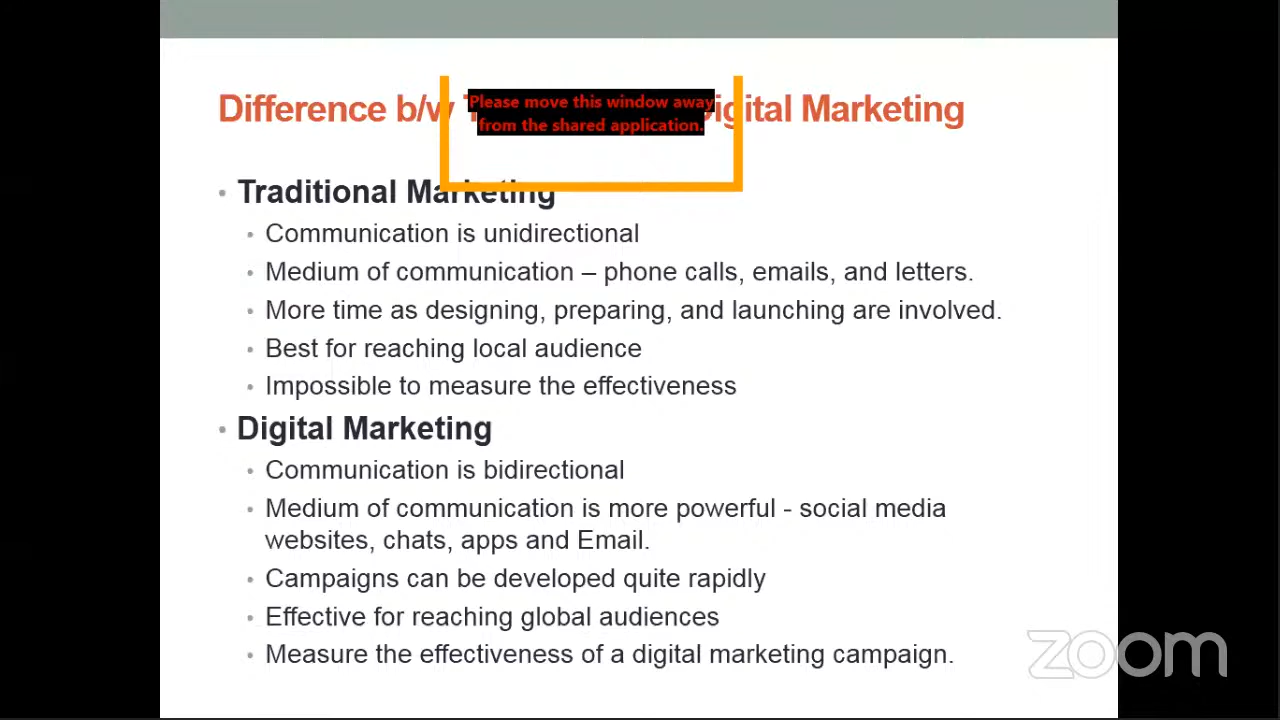 Difference b/w
Please move this window away
from the shared application.
Digital Marketing
• Traditional Marketing
• Communication is unidirectional
• Medium of communication – phone calls, emails, and letters.
• More time as designing, preparing, and launching are involved.
• Best for reaching local audience
• Impossible to measure the effectiveness
• Digital Marketing
• Communication is bidirectional
• Medium of communication is more powerful - social media
websites, chats, apps and Email.
• Campaigns can be developed quite rapidly
• Effective for reaching global audiences
• Measure the effectiveness of a digital marketing campaign.
zoom